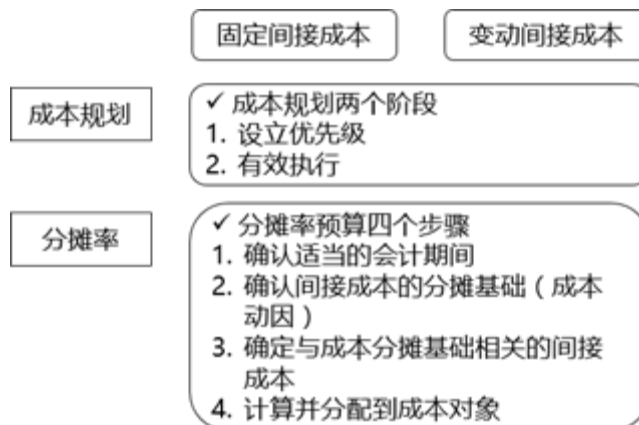 固定间接成本
变动间接成本
成本规划
✓ 成本规划两个阶段
1. 设立优先级
2. 有效执行
分摊率
✓ 分摊率预算四个步骤
1. 确认适当的会计期间
2. 确认间接成本的分摊基础（成本
动因）
3. 确定与成本分摊基础相关的间接
成本
4. 计算并分配到成本对象